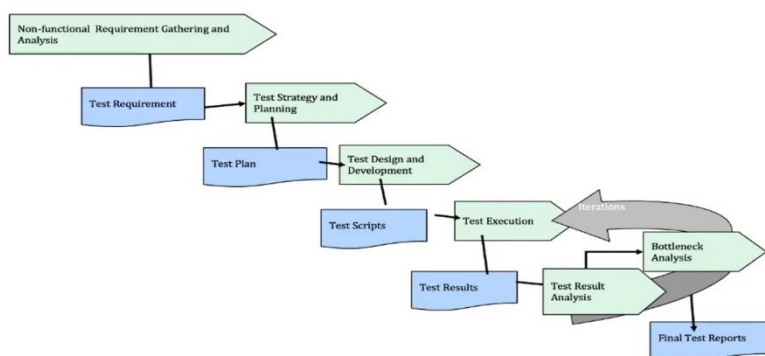 Non-functional Requirement Gathering and
Analysis
Test Requirement
Test Strategy and
Planning
Test Plan
Test Design and
Development
Iterations
Test Scripts
Test Execution
Bottleneck
Analysis
Test Results
Test Result
Analysis
Final Test Reports